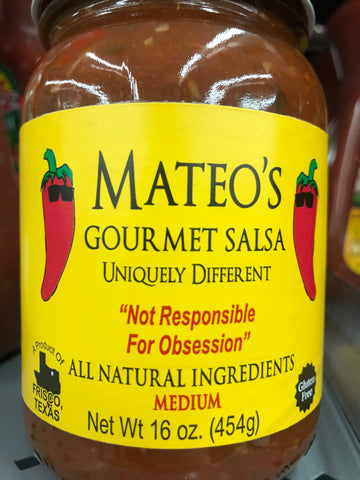 MATEO'S
GOURMET SALSA
UNIQUELY DIFFERENT
"Not Responsible
For Obsession"
A Product Of
FRISCO,
TEXAS
ALL NATURAL INGREDIENTS
MEDIUM
Net Wt 16 oz. (454g)
Gluten
Free